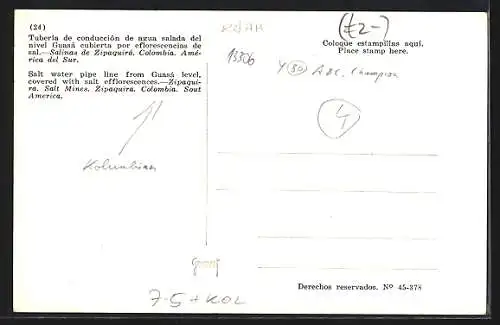 (24)
Tubería de conducción de agua salada del
nivel Guasá cubierta por eflorescencias de
sal.—Salinas de Zipaquirá. Colombia. Amé-
rica del Sur.
Salt water pipe line from Guasá level,
covered with salt efflorescences.—Zipaqui-
rá. Salt Mines. Zipaquirá. Colombia. Sout
America.
Kolumbien
13306
(£2-)
Coloque estampillas aquí.
Place stamp here.
4
Derechos reservados. Nº 45-378
7-5+KOL